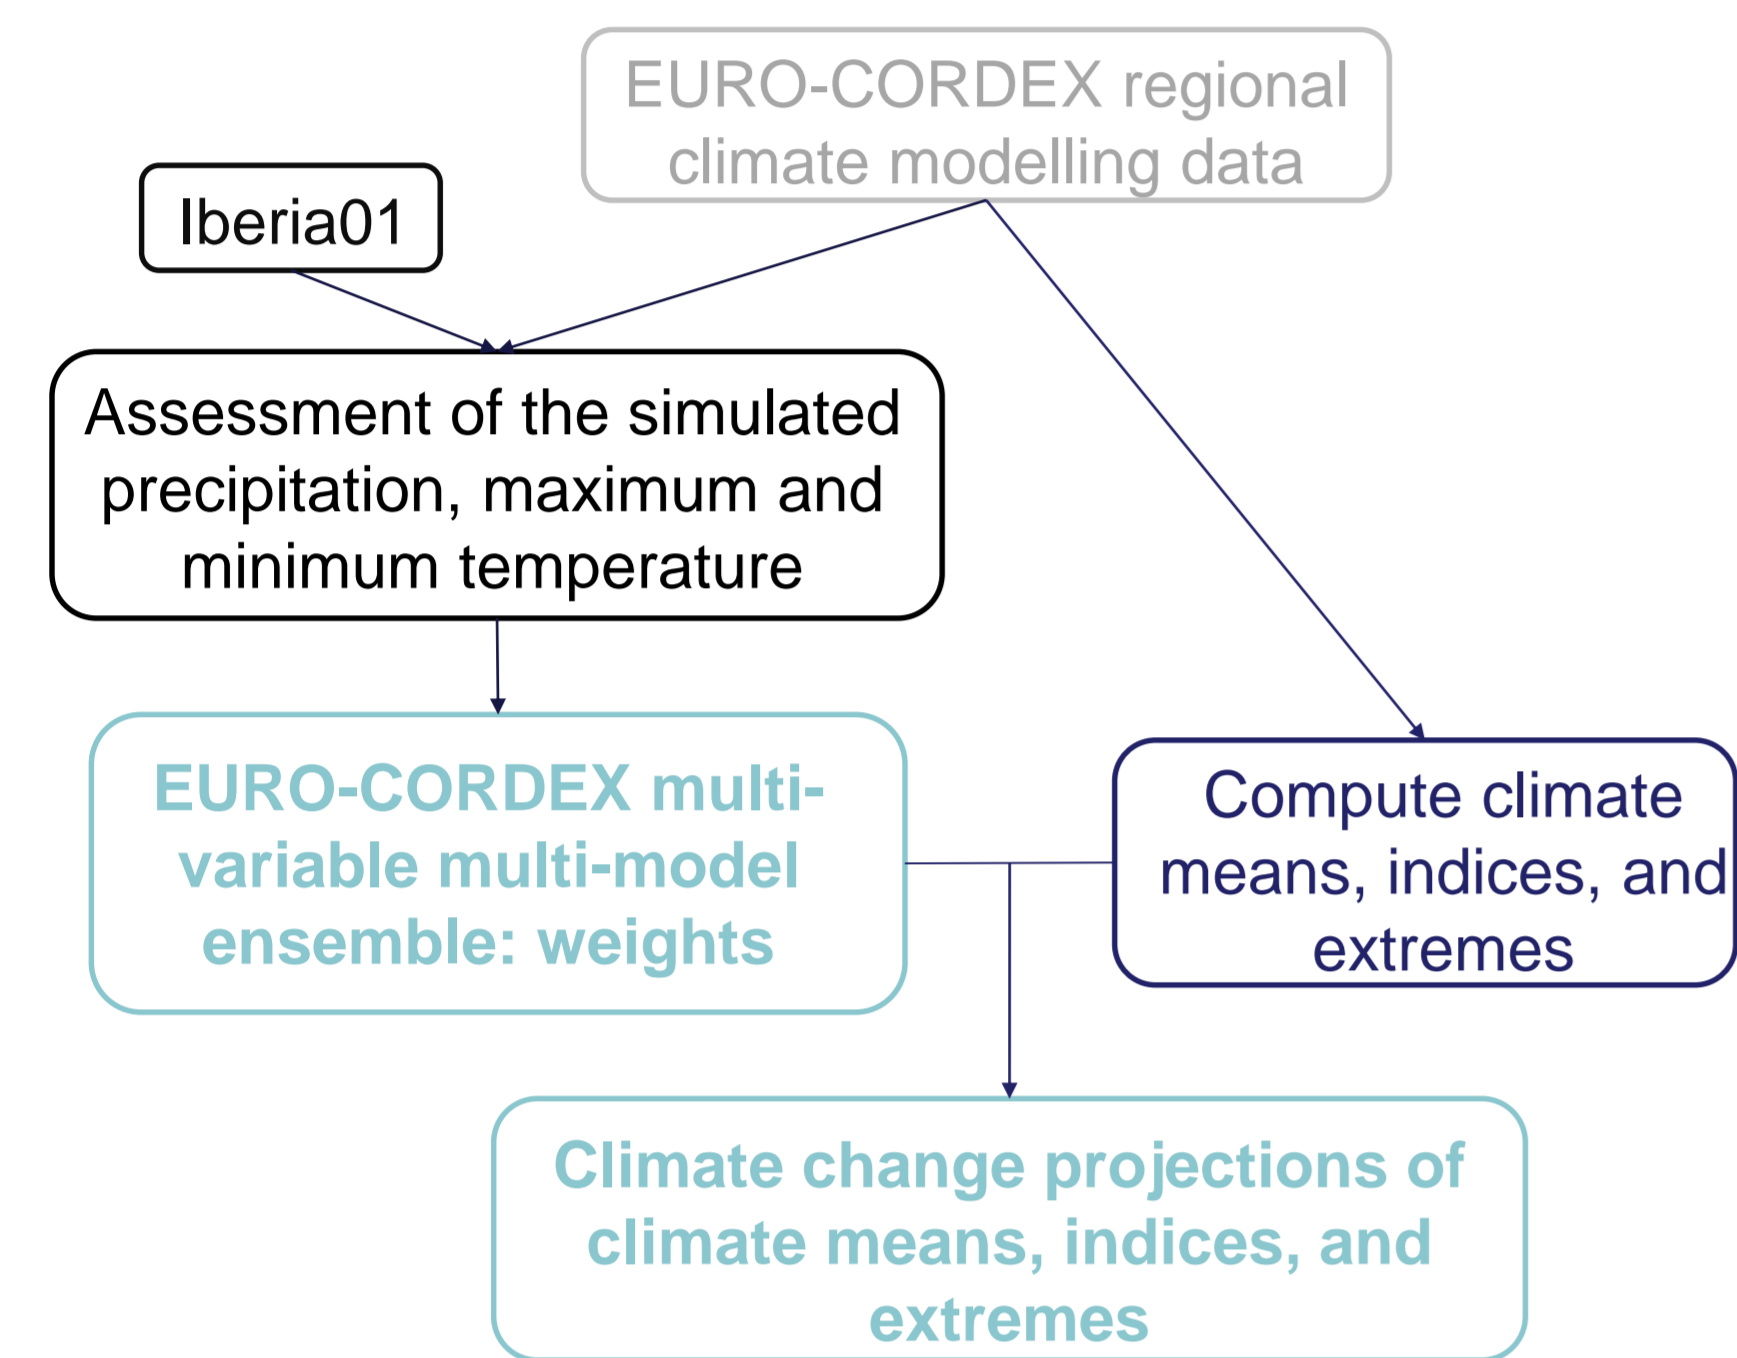 EURO-CORDEX regional
climate modelling data
Iberia01
Assessment of the simulated
precipitation, maximum and
minimum temperature
EURO-CORDEX multi-
variable multi-model
ensemble: weights
Compute climate
means, indices, and
extremes
Climate change projections of
climate means, indices, and
extremes